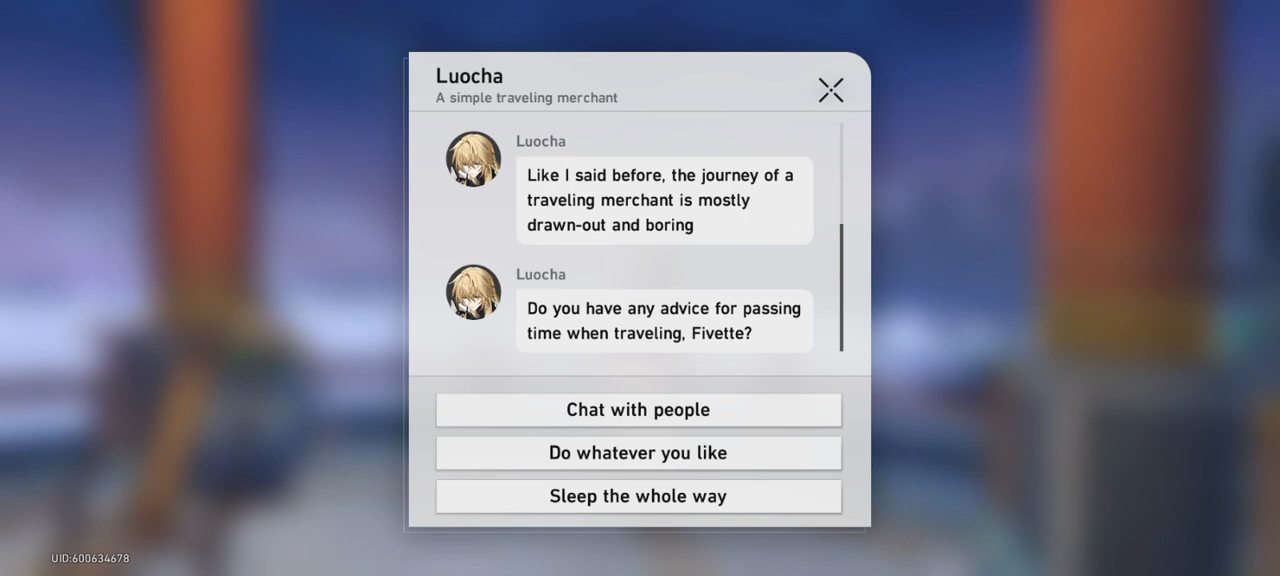 Luocha
A simple traveling merchant
Luocha
Like I said before, the journey of a
traveling merchant is mostly
drawn-out and boring
Luocha
Do you have any advice for passing
time when traveling, Fivette?
Chat with people
Do whatever you like
Sleep the whole way
UID:600634678